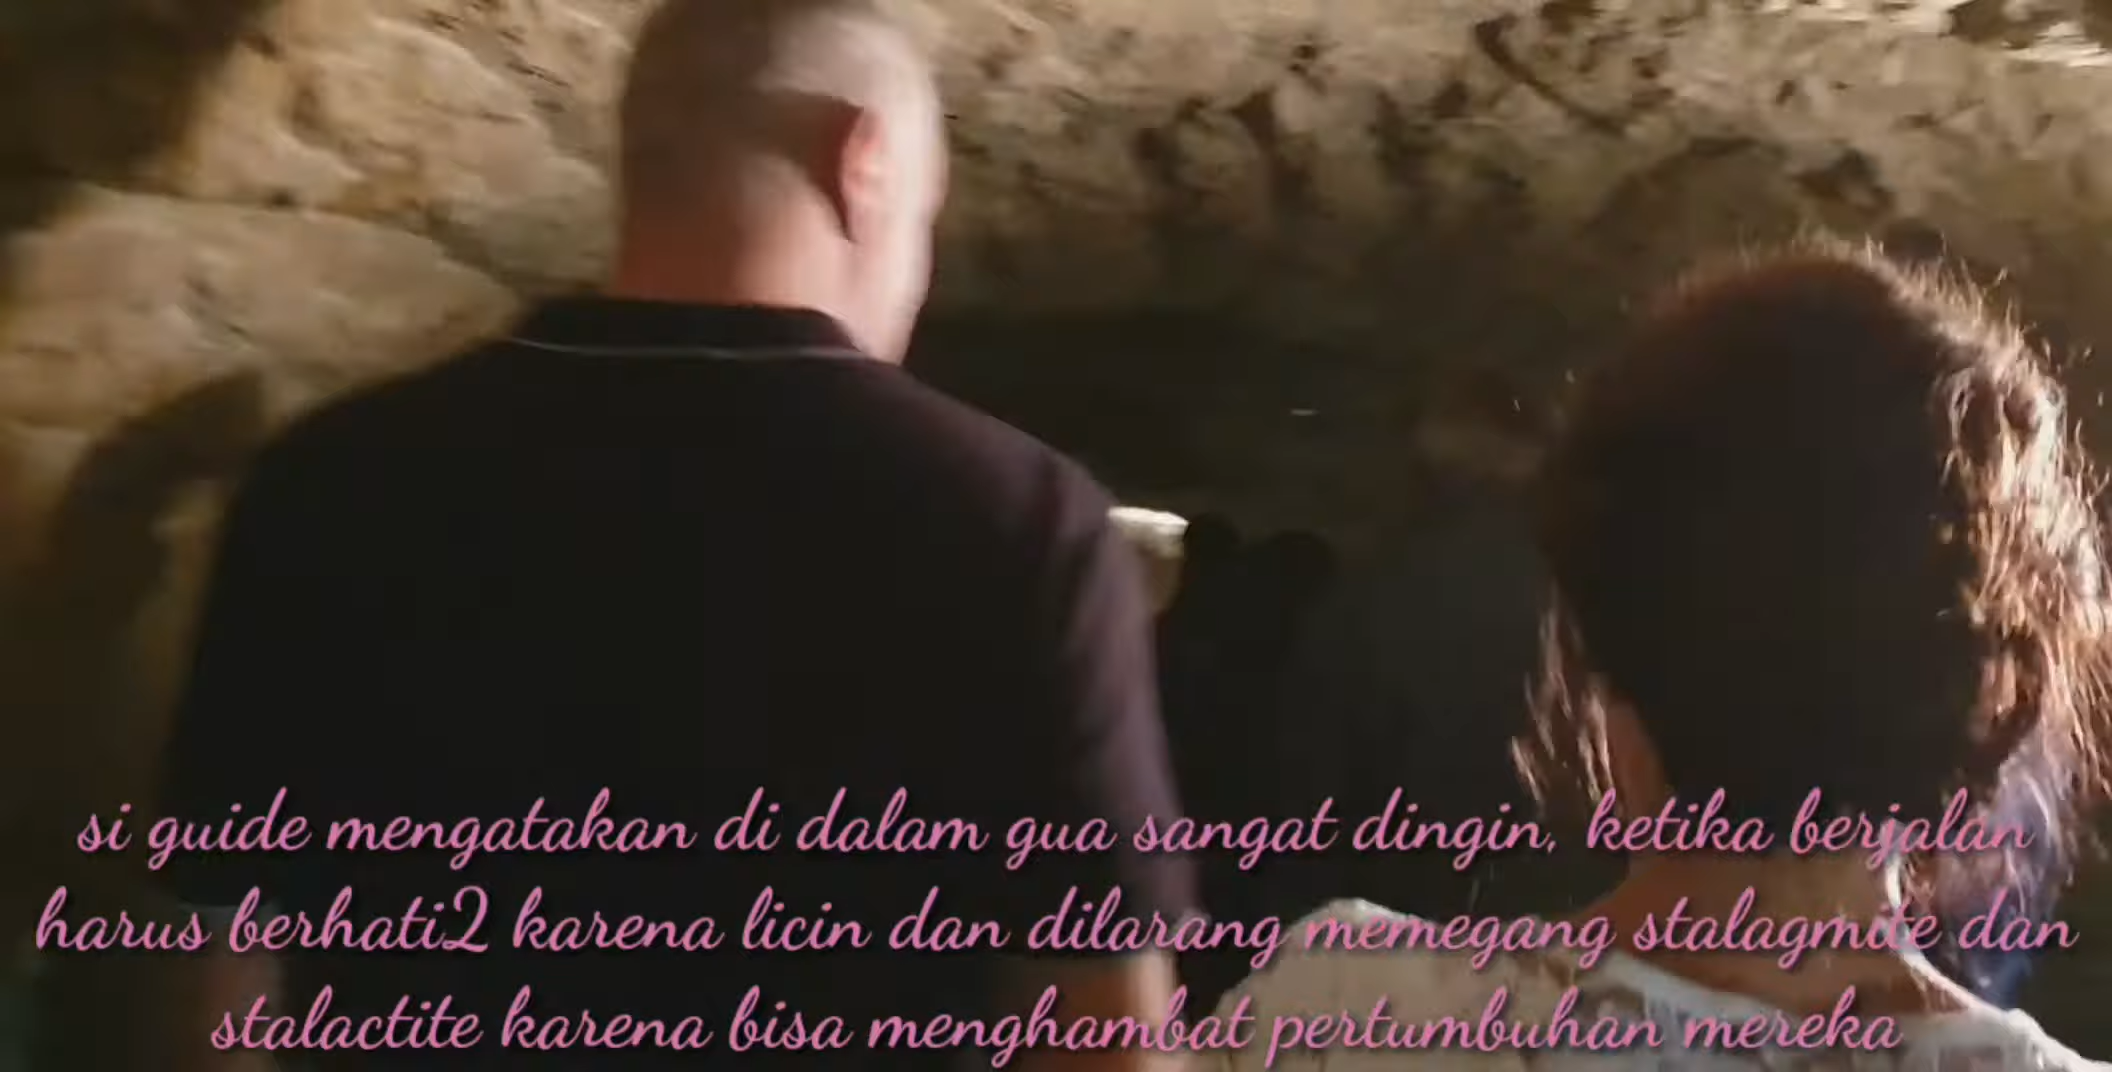 si guide mengatakan di dalam gua sangat dingin, ketika berjalan
harus berhati2 karena licin dan dilarang memegang stalagmite dan
stalactite karena bisa menghambat pertumbuhan mereka